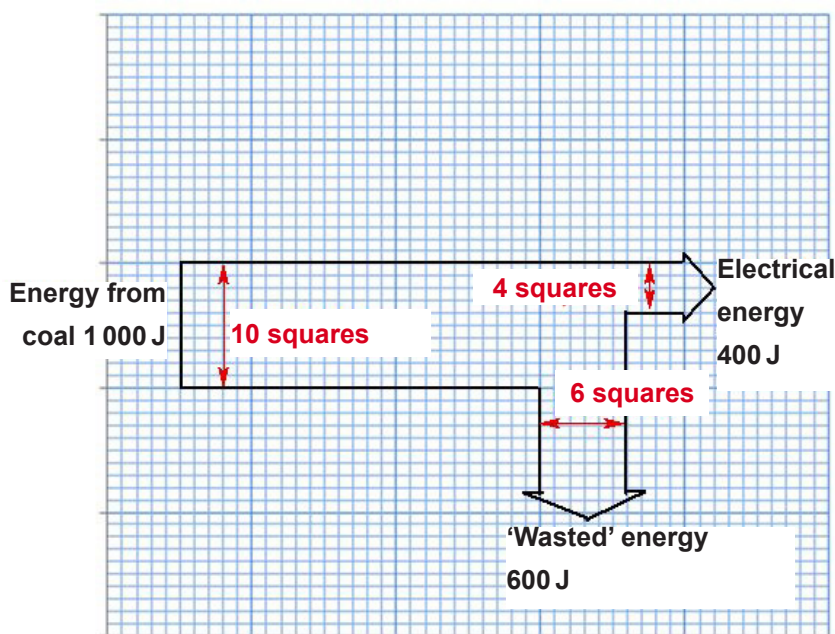 Energy from
coal 1 000 J
10 squares
4 squares
Electrical
energy
400 J
6 squares
‘Wasted’ energy
600 J